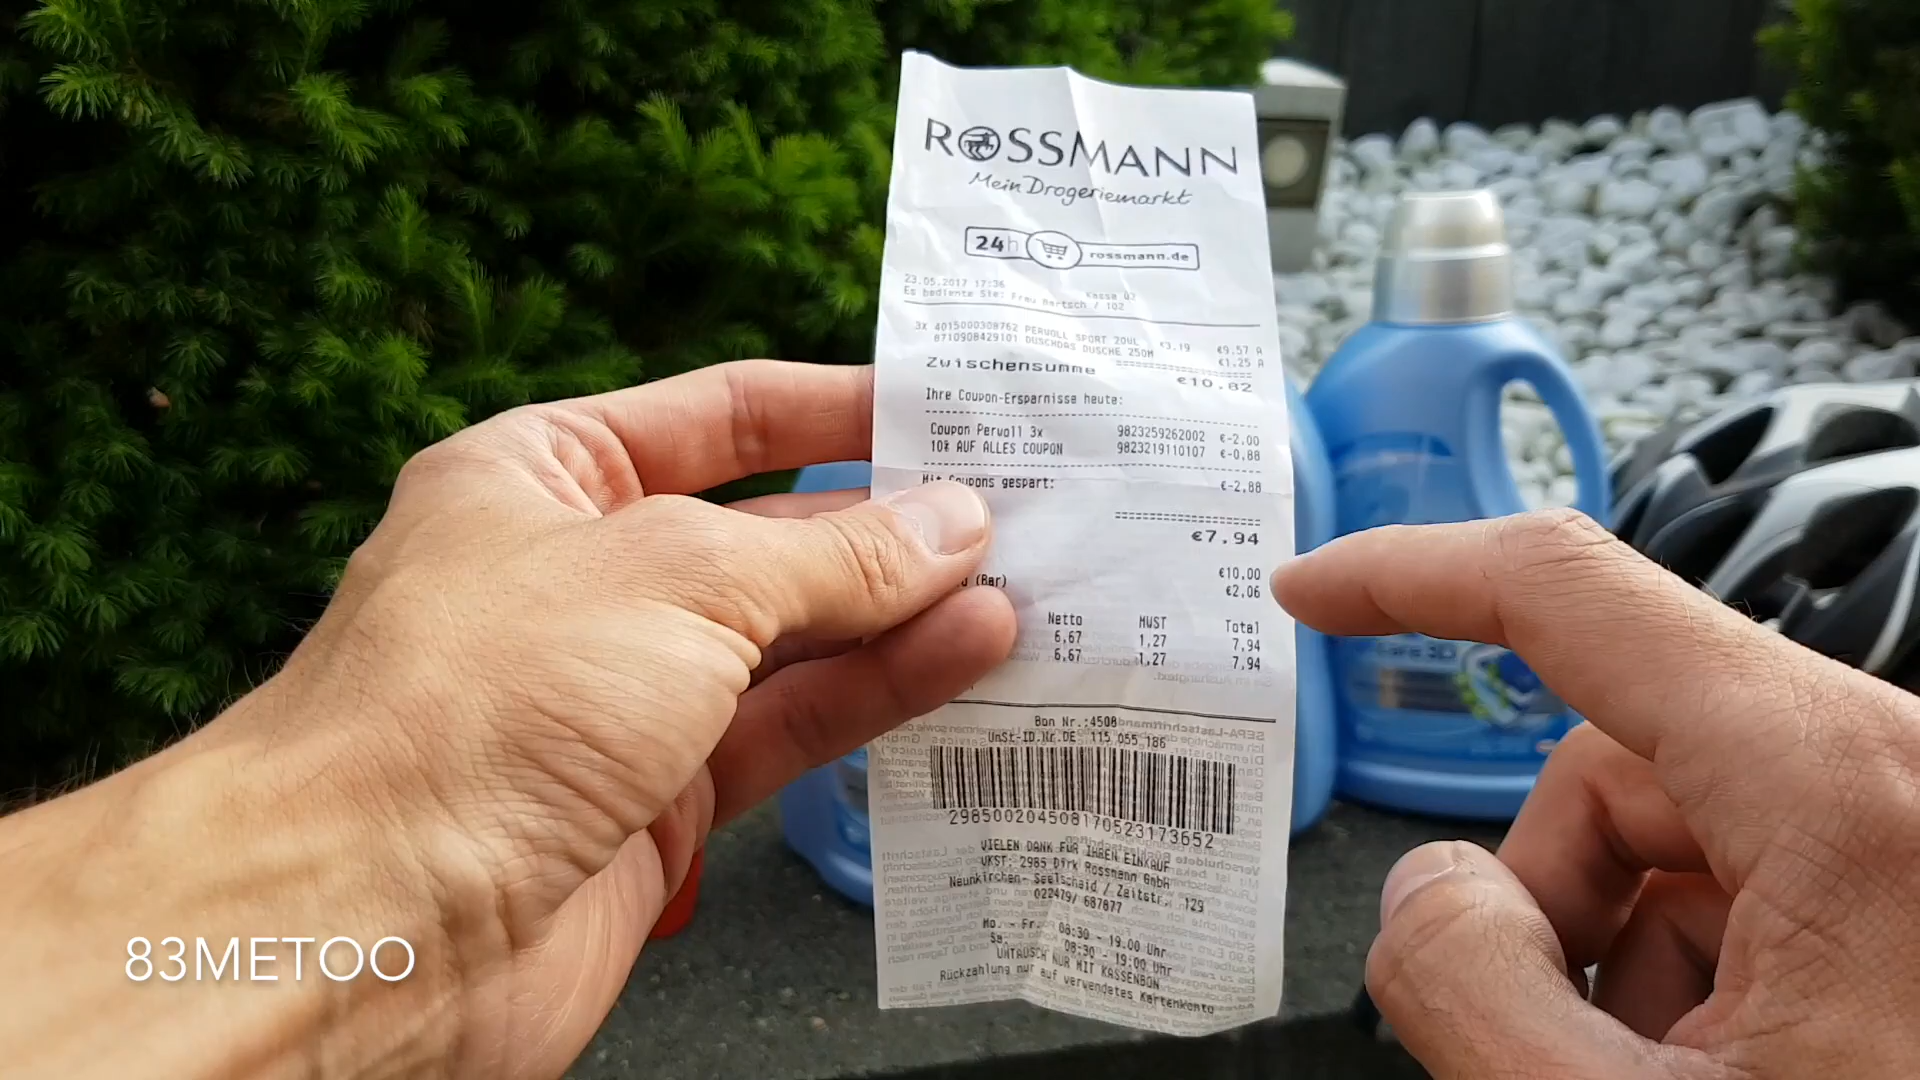 ROSSMANN
Mein Drogeriemarkt
24h rossmann.de
23.05.2017 17:36 Kasse 02
Es bediente Sie: Frau Bartsch / 102
3x 4015000308762 PERWOLL SPORT 20WL €3.19 €9.57 A
8710908429101 DUSCHDAS DUSCHE 250M €1.25 A
Zwischensumme €10.82
Ihre Coupon-Ersparnisse heute:
Coupon Perwoll 3x 9823259262002 €-2.00
10% AUF ALLES COUPON 9823219110107 €-0.88
Mit Coupons gespart: €-2.88
€7.94
€10.00
(Bar) €2.06
Netto MWST Total
6,67 1,27 7,94
6,67 1,27 7,94
Bon Nr.:4508
UnSt-ID.Nr.DE 115 055 186
298500204508170523173652
VIELEN DANK FÜR IHREN EINKAUF
VKST. 2985 Dirk Rossmann GmbH
Neunkirchen- Seelscheid / Zeitstr. 129
022479/ 687877
Mo. - Fr. 08:30 - 19.00 Uhr
Sa. 08:30 - 19:00 Uhr
UMTAUSCH NUR MIT KASSENBON
Rückzahlung nur auf verwendetes Kartenkonto
83METOO